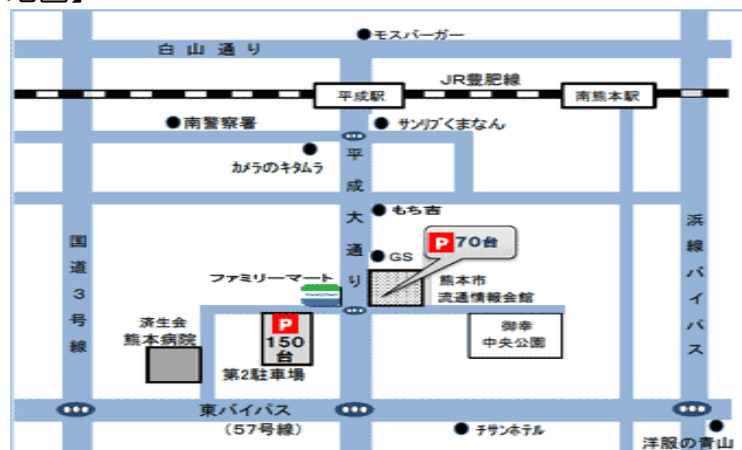 モスバーガー
白山通り
JR豊肥線
平成駅
南熊本駅
南警察署
サンリブくまなん
カメラのキタムラ
平成大通り
もち吉
P70台
GS
国道3号線
浜線バイパス
ファミリーマート
熊本市
流通情報会館
済生会
熊本病院
P
150
台
第2駐車場
御幸
中央公園
東バイパス
(57号線)
チサンホテル
洋服の青山